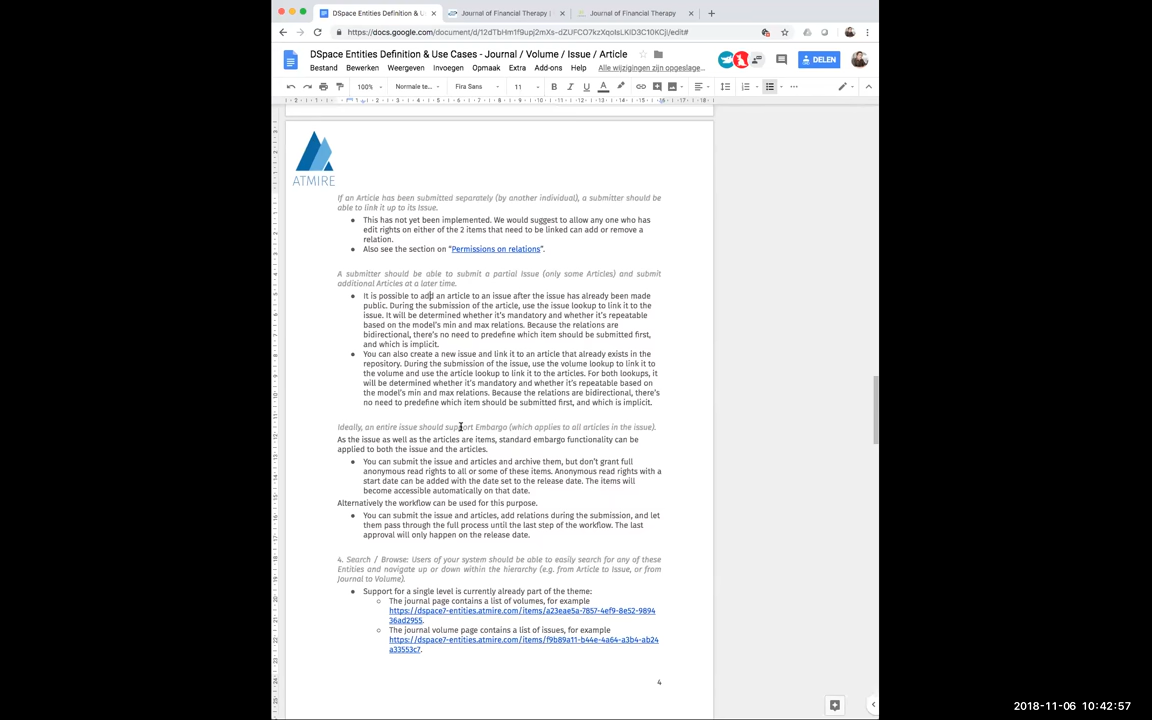 DSpace Entities Definition & U
Journal of Financial Therapy |
Journal of Financial Therapy
https://docs.google.com/document/d/12dTbHm1f9upj2mXs-dZUFCO7kzXqoIsLKlD3C10KCjI/edit#
DSpace Entities Definition & Use Cases - Journal / Volume / Issue / Article
DELEN
Bestand Bewerken Weergeven Invoegen Opmaak Extra Add-ons Help Alle wijzigingen zijn opgeslage...
100% Normale te... Fira Sans 11 B I U A
ATMIRE
If an Article has been submitted separately (by another individual), a submitter should be
able to link it up to its Issue.
● This has not yet been implemented. We would suggest to allow any one who has
edit rights on either of the 2 items that need to be linked can add or remove a
relation.
● Also see the section on “Permissions on relations”.
A submitter should be able to submit a partial Issue (only some Articles) and submit
additional Articles at a later time.
● It is possible to add an article to an issue after the issue has already been made
public. During the submission of the article, use the issue lookup to link it to the
issue. It will be determined whether it’s mandatory and whether it’s repeatable
based on the model’s min and max relations. Because the relations are
bidirectional, there’s no need to predefine which item should be submitted first,
and which is implicit.
● You can also create a new issue and link it to an article that already exists in the
repository. During the submission of the issue, use the volume lookup to link it to
the volume and use the article lookup to link it to the articles. For both lookups, it
will be determined whether it’s mandatory and whether it’s repeatable based on
the model’s min and max relations. Because the relations are bidirectional, there’s
no need to predefine which item should be submitted first, and which is implicit.
Ideally, an entire issue should support Embargo (which applies to all articles in the issue).
As the issue as well as the articles are items, standard embargo functionality can be
applied to both the issue and the articles.
● You can submit the issue and articles and archive them, but don’t grant full
anonymous read rights to all or some of these items. Anonymous read rights with a
start date can be added with the date set to the release date. The items will
become accessible automatically on that date.
Alternatively the workflow can be used for this purpose.
● You can submit the issue and articles, add relations during the submission, and let
them pass through the full process until the last step of the workflow. The last
approval will only happen on the release date.
4. Search / Browse: Users of your system should be able to easily search for any of these
Entities and navigate up or down within the hierarchy (e.g. from Article to Issue, or from
Journal to Volume).
● Support for a single level is currently already part of the theme:
○ The journal page contains a list of volumes, for example
https://dspace7-entities.atmire.com/items/a23eae5a-7857-4ef9-8e52-9894
36ad2955.
○ The journal volume page contains a list of issues, for example
https://dspace7-entities.atmire.com/items/f9b89a11-b44e-4a64-a3b4-ab24
a33553c7.
4
2018-11-06 10:42:57